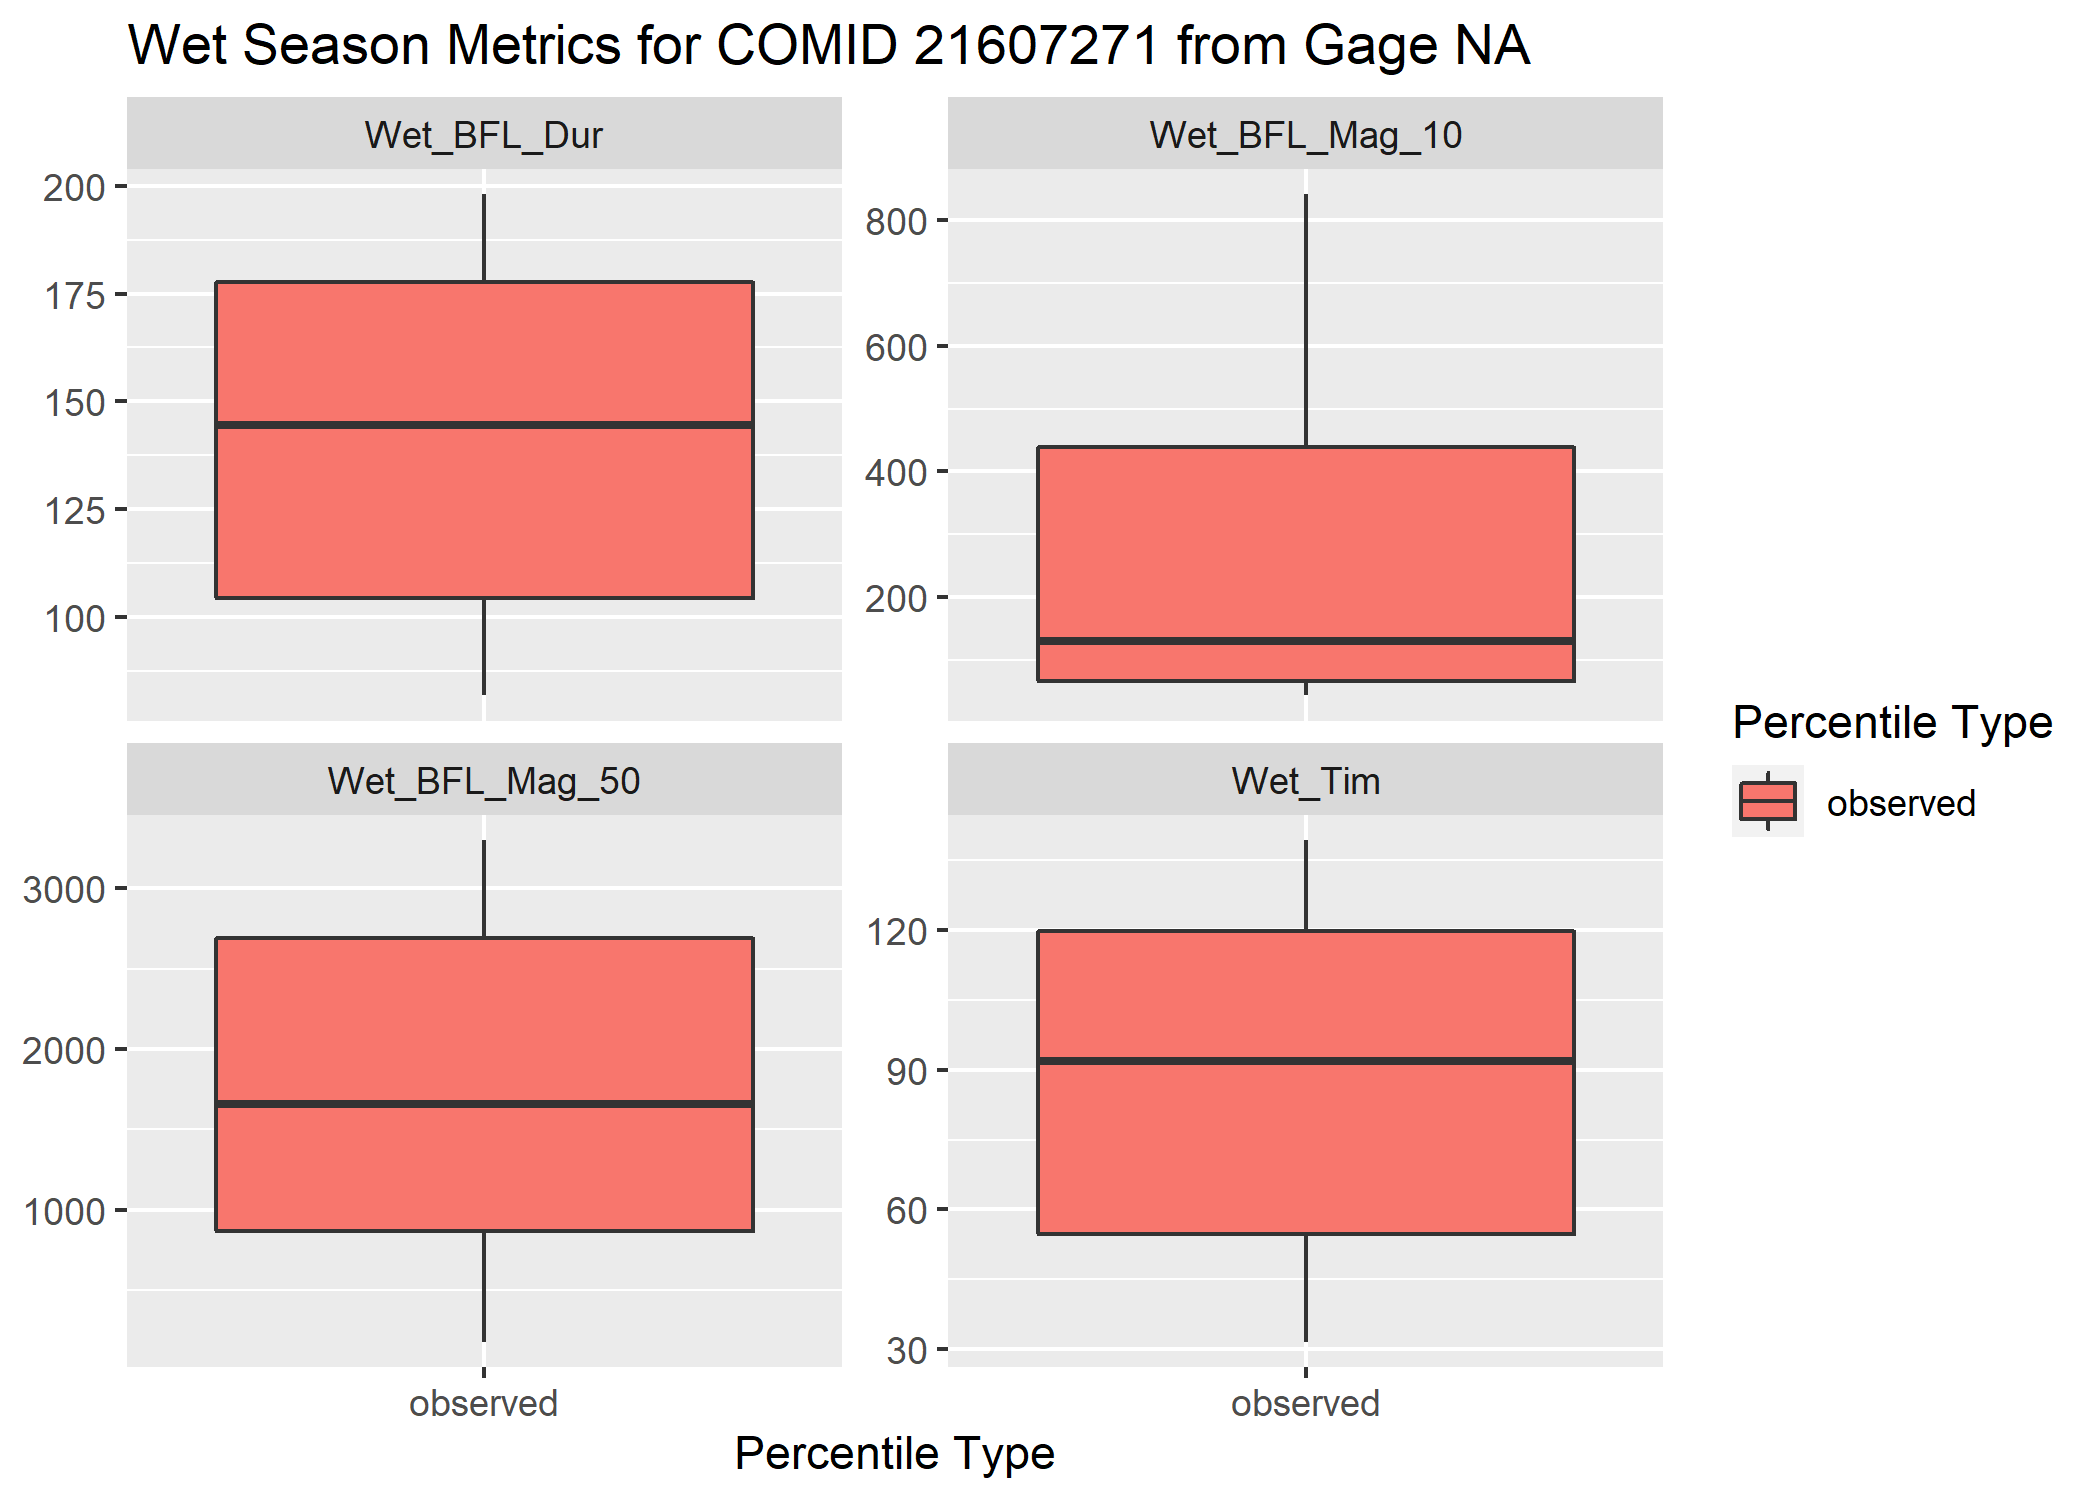 Wet Season Metrics for COMID 21607271 from Gage NA
Wet_BFL_Dur
200
175
150
125
100
Wet_BFL_Mag_10
800
600
400
200
Wet_BFL_Mag_50
3000
2000
1000
observed
Wet_Tim
120
90
60
30
observed
Percentile Type
Percentile Type
observed